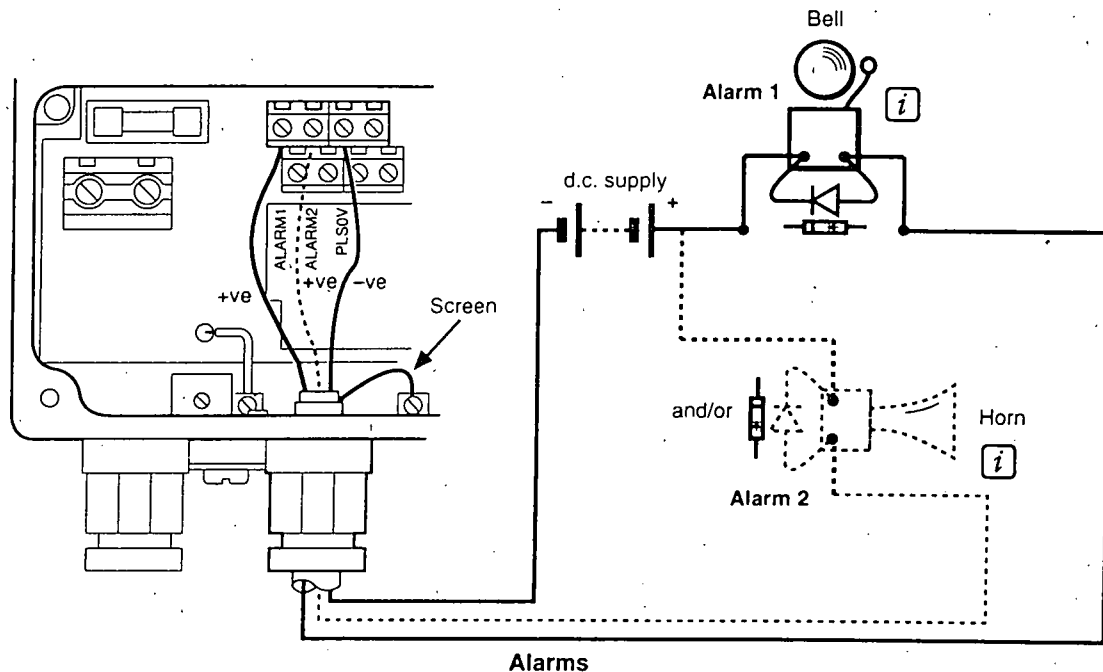 Bell
Alarm 1
i
d.c. supply
- +
ALARM1
ALARM2
PLS0V
+ve
+ve
-ve
Screen
and/or
Horn
i
Alarm 2
Alarms